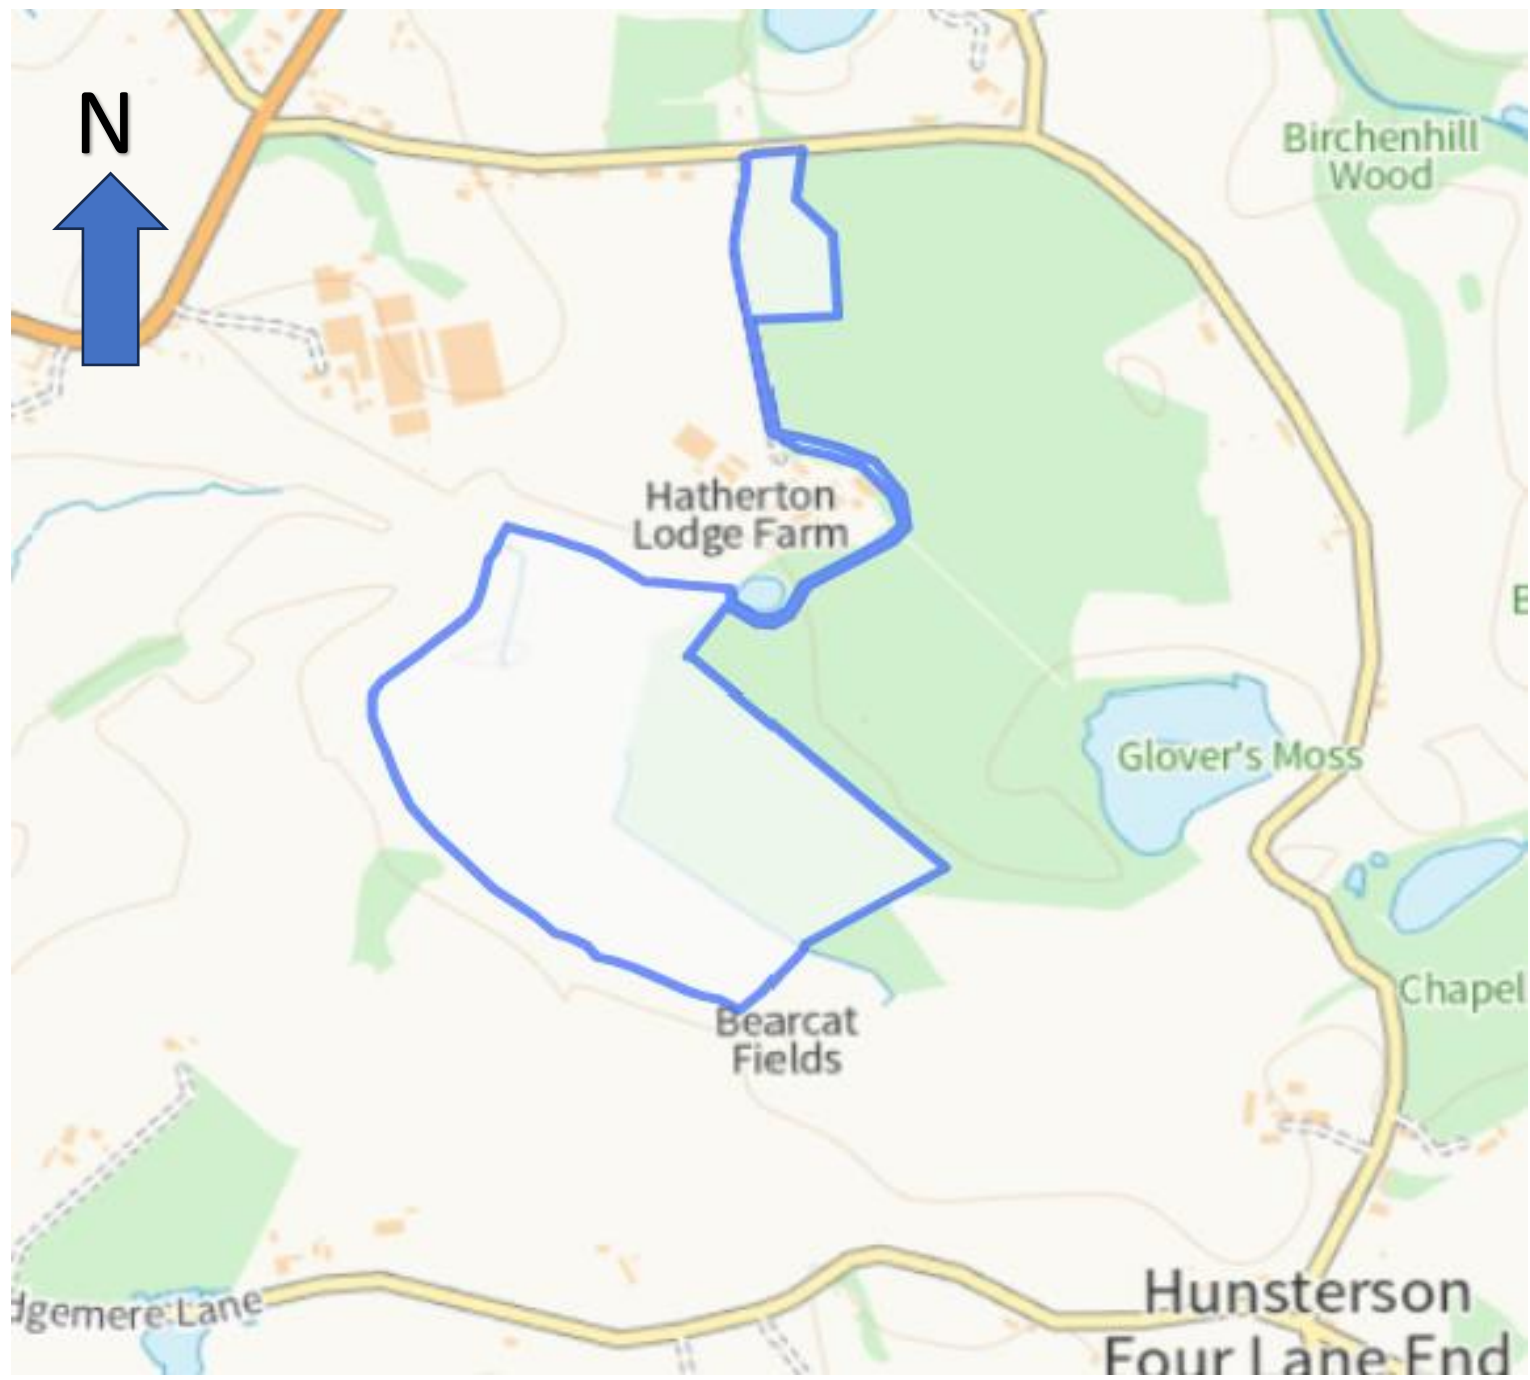 N
Birchenhill
Wood
Hatherton
Lodge Farm
Glover's Moss
Chapel
Bearcat
Fields
dgemere Lane
Hunsterson
Four Lane End